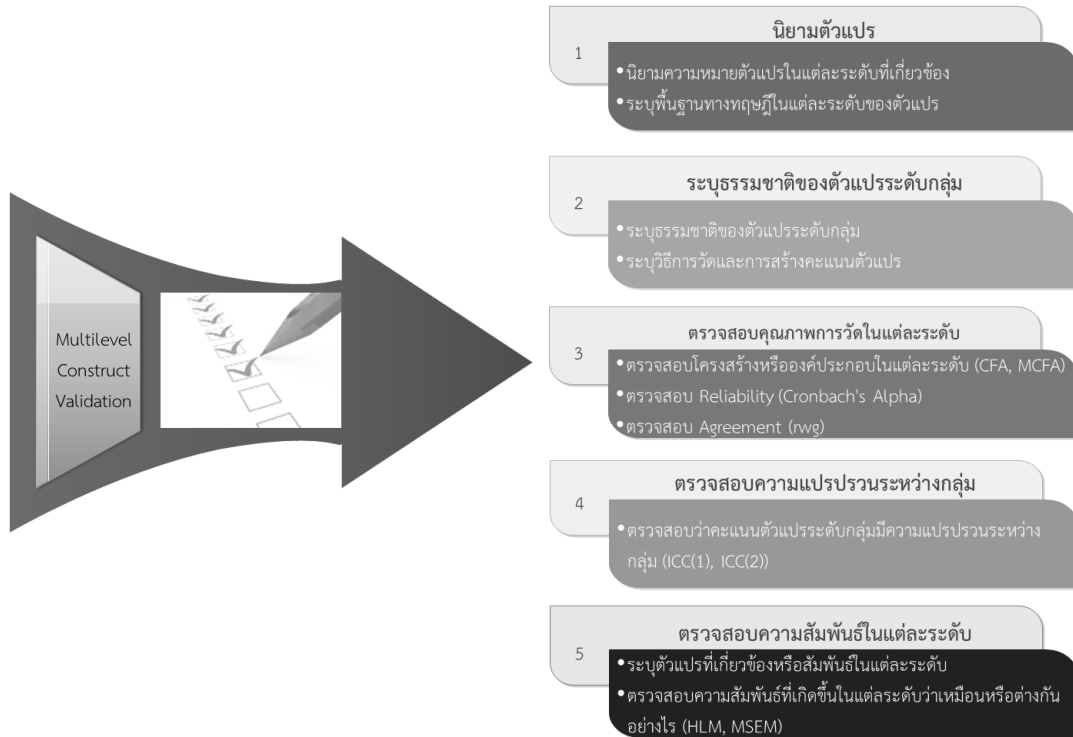 Multilevel
Construct
Validation
1
นิยามตัวแปร
•นิยามความหมายตัวแปรในแต่ละระดับที่เกี่ยวข้อง
•ระบุพื้นฐานทางทฤษฎีในแต่ละระดับของตัวแปร
2
ระบุธรรมชาติของตัวแปรระดับกลุ่ม
•ระบุธรรมชาติของตัวแปรระดับกลุ่ม
•ระบุวิธีการวัดและการสร้างคะแนนตัวแปร
3
ตรวจสอบคุณภาพการวัดในแต่ละระดับ
•ตรวจสอบโครงสร้างหรือองค์ประกอบในแต่ละระดับ (CFA, MCFA)
•ตรวจสอบ Reliability (Cronbach's Alpha)
•ตรวจสอบ Agreement (rwg)
4
ตรวจสอบความแปรปรวนระหว่างกลุ่ม
•ตรวจสอบว่าคะแนนตัวแปรระดับกลุ่มมีความแปรปรวนระหว่าง
กลุ่ม (ICC(1), ICC(2))
5
ตรวจสอบความสัมพันธ์ในแต่ละระดับ
•ระบุตัวแปรที่เกี่ยวข้องหรือสัมพันธ์ในแต่ละระดับ
•ตรวจสอบความสัมพันธ์ที่เกิดขึ้นในแต่ละระดับว่าเหมือนหรือต่างกัน
อย่างไร (HLM, MSEM)